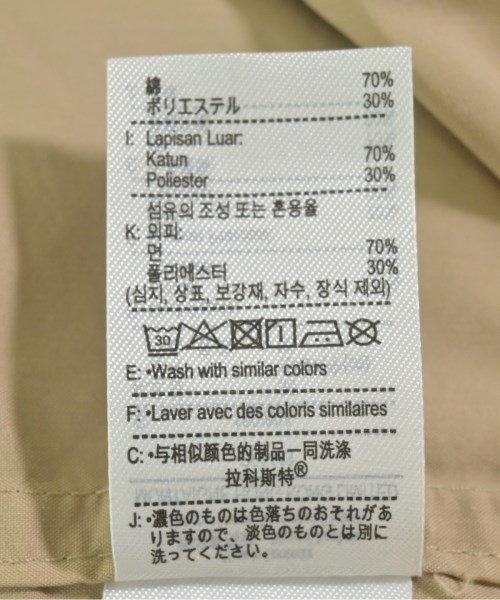 綿 70%
ポリエステル 30%
I: Lapisan Luar:
Katun 70%
Poliester 30%
섬유의 조성 또는 혼용율
K: 외피:
면 70%
폴리에스터 30%
(심지, 상표, 보강재, 자수, 장식 제외)
30
E: •Wash with similar colors
F: •Laver avec des coloris similaires
C: •与相似颜色的制品一同洗涤
拉科斯特®
J: •濃色のものは色落ちのおそれがあ
りますので、淡色のものとは別に
洗ってください。